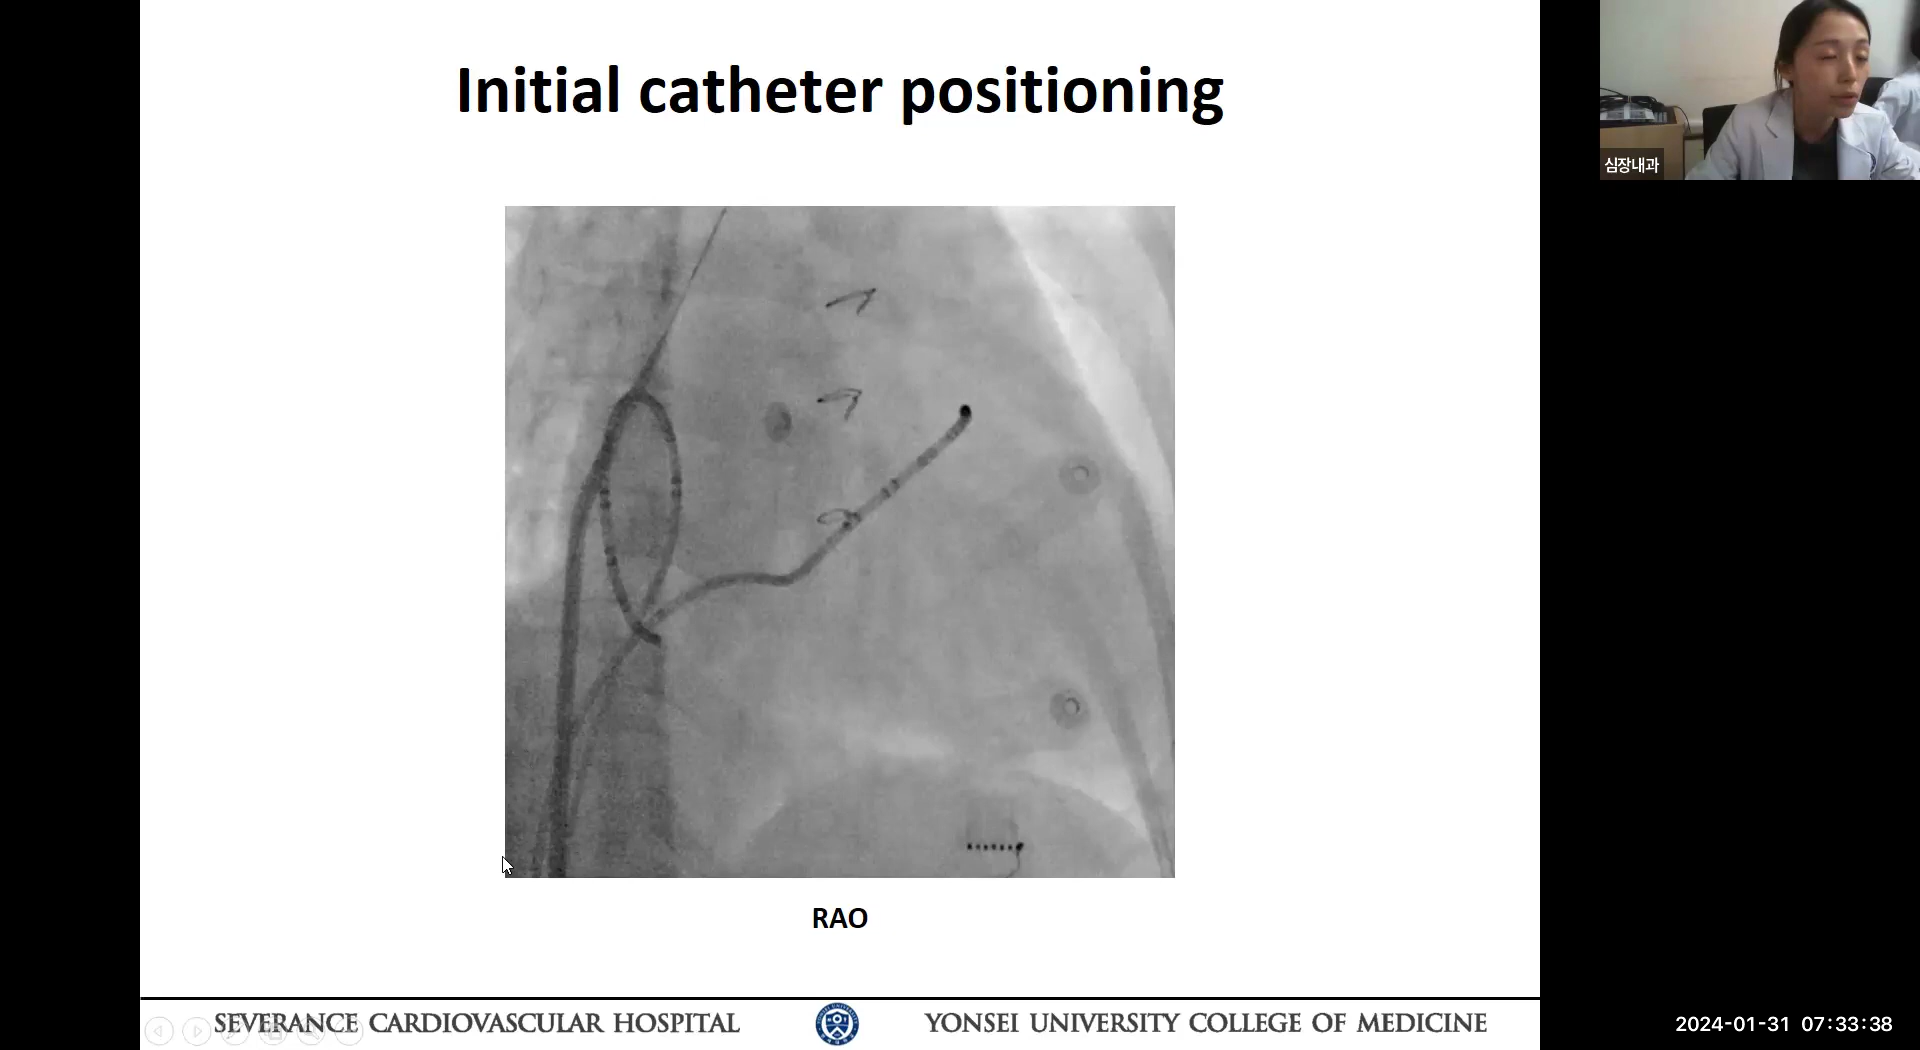 Initial catheter positioning
심장내과
RAO
SEVERANCE CARDIOVASCULAR HOSPITAL
YONSEI UNIVERSITY COLLEGE OF MEDICINE
2024-01-31 07:33:38